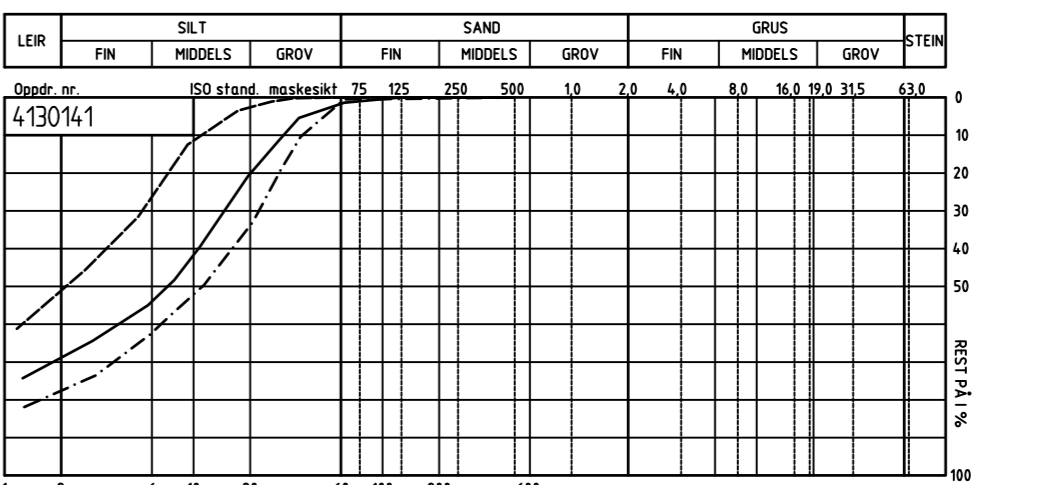 LEIR SILT SAND GRUS STEIN
FIN MIDDELS GROV FIN MIDDELS GROV FIN MIDDELS GROV
Oppdr. nr. ISO stand. maskesikt 75 125 250 500 1,0 2,0 4,0 8,0 16,0 19,0 31,5 63,0
4130141
0
10
20
30
40
50
REST PÅ I %
100